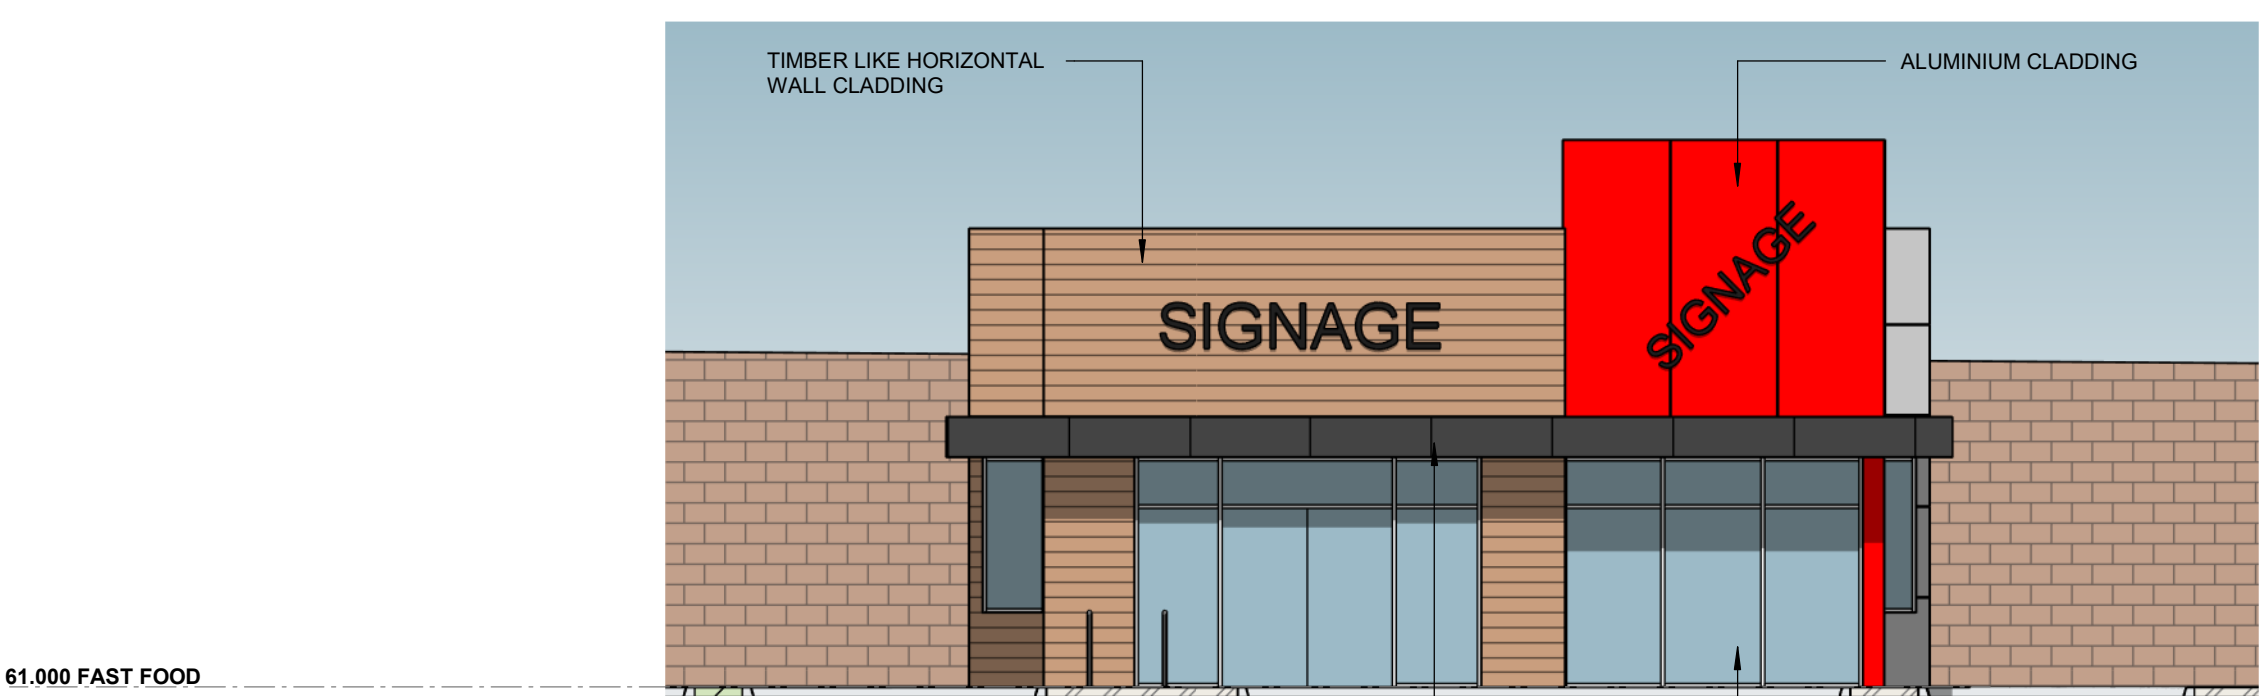 TIMBER LIKE HORIZONTAL
WALL CLADDING
ALUMINIUM CLADDING
SIGNAGE
SIGNAGE
61.000 FAST FOOD